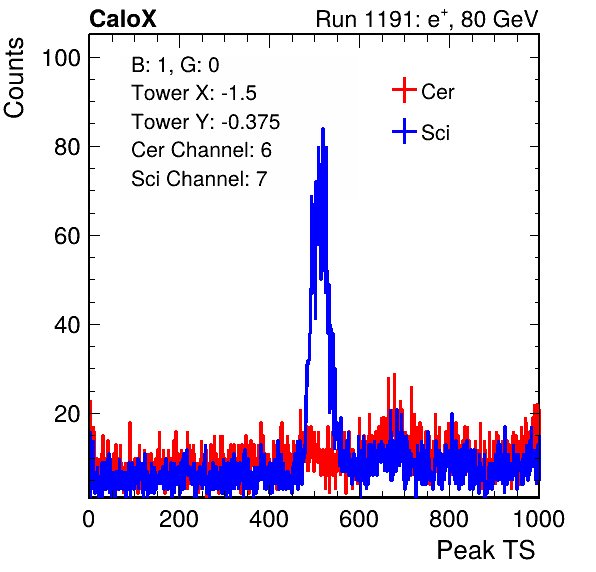 CaloX Run 1191: e⁺, 80 GeV
Counts
100
80
60
40
20
B: 1, G: 0
Tower X: -1.5
Tower Y: -0.375
Cer Channel: 6
Sci Channel: 7
Cer
Sci
0 200 400 600 800 1000
Peak TS